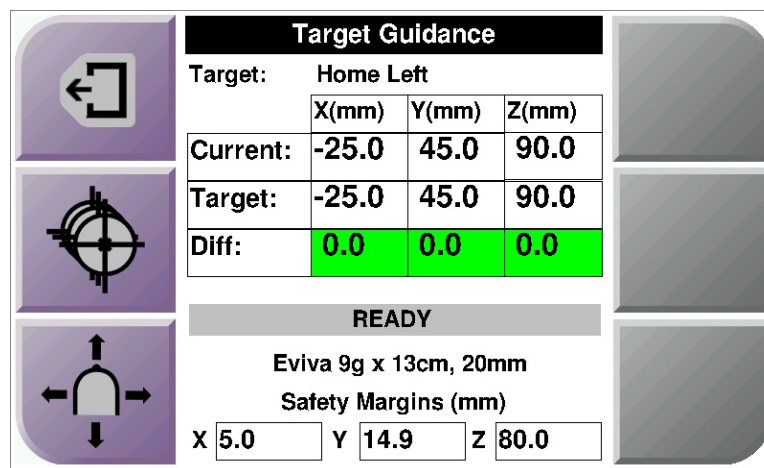 Target Guidance
Target: Home Left
X(mm) Y(mm) Z(mm)
Current: -25.0 45.0 90.0
Target: -25.0 45.0 90.0
Diff: 0.0 0.0 0.0
READY
Eviva 9g x 13cm, 20mm
Safety Margins (mm)
X 5.0 Y 14.9 Z 80.0